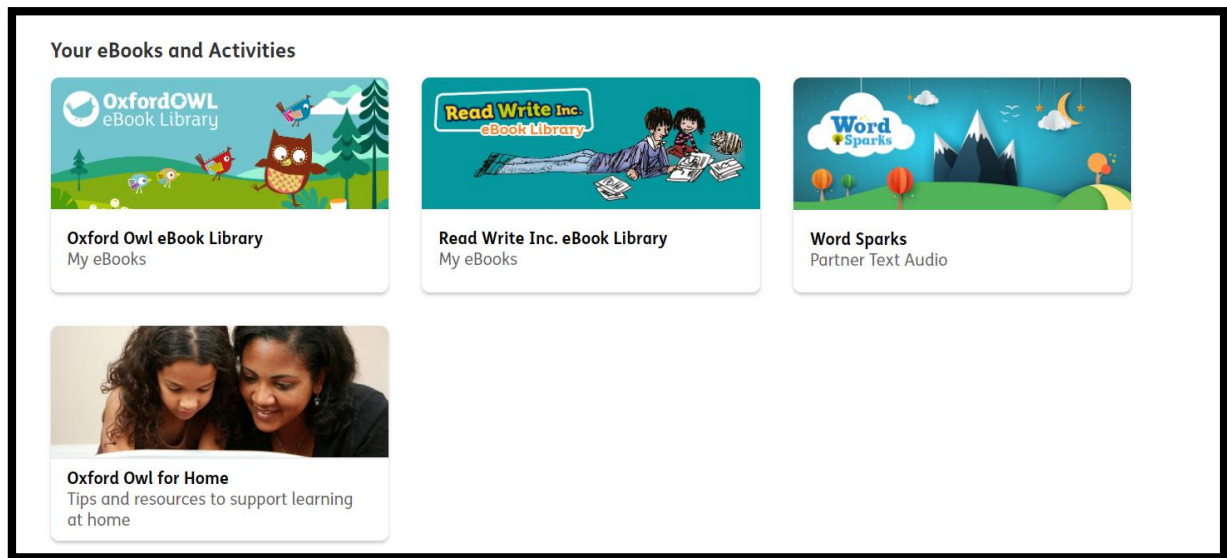 Your eBooks and Activities
OxfordOWL
eBook Library
Read Write Inc.
eBook Library
Word
Sparks
Oxford Owl eBook Library
My eBooks
Read Write Inc. eBook Library
My eBooks
Word Sparks
Partner Text Audio
Oxford Owl for Home
Tips and resources to support learning
at home